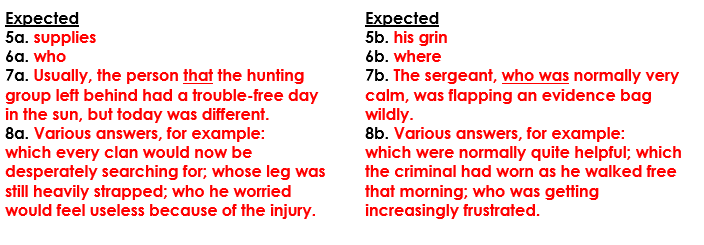 Expected
5a. supplies
6a. who
7a. Usually, the person that the hunting
group left behind had a trouble-free day
in the sun, but today was different.
8a. Various answers, for example:
which every clan would now be
desperately searching for; whose leg was
still heavily strapped; who he worried
would feel useless because of the injury.
Expected
5b. his grin
6b. where
7b. The sergeant, who was normally very
calm, was flapping an evidence bag
wildly.
8b. Various answers, for example:
which were normally quite helpful; which
the criminal had worn as he walked free
that morning; who was getting
increasingly frustrated.